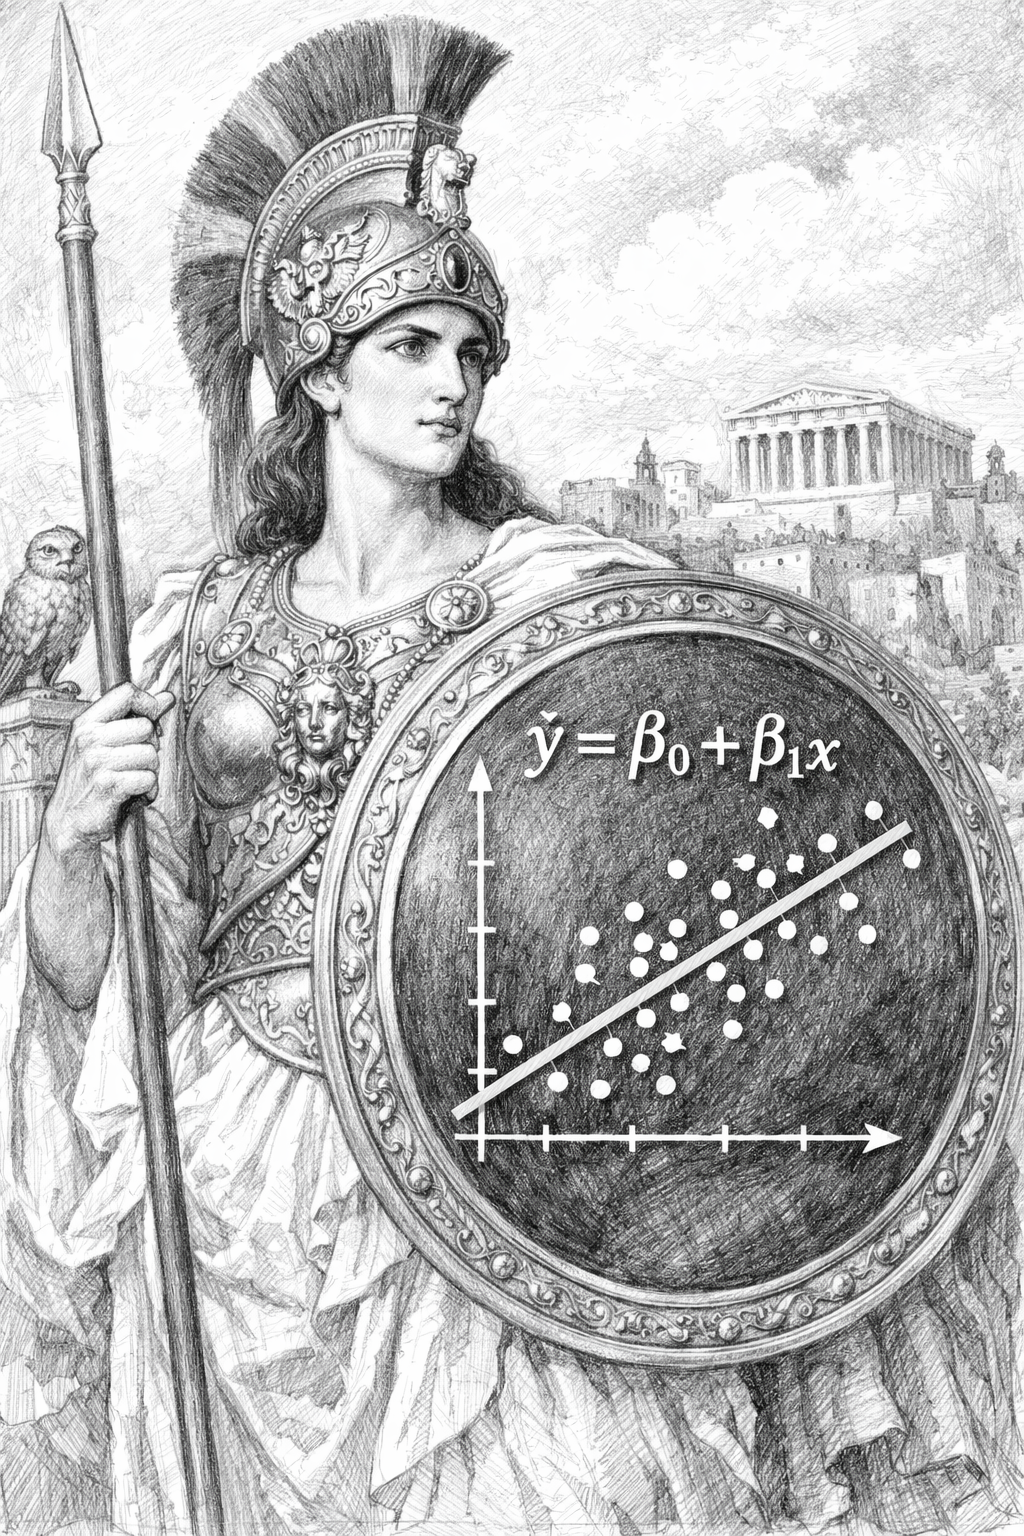 y̌ = β₀ + β₁x